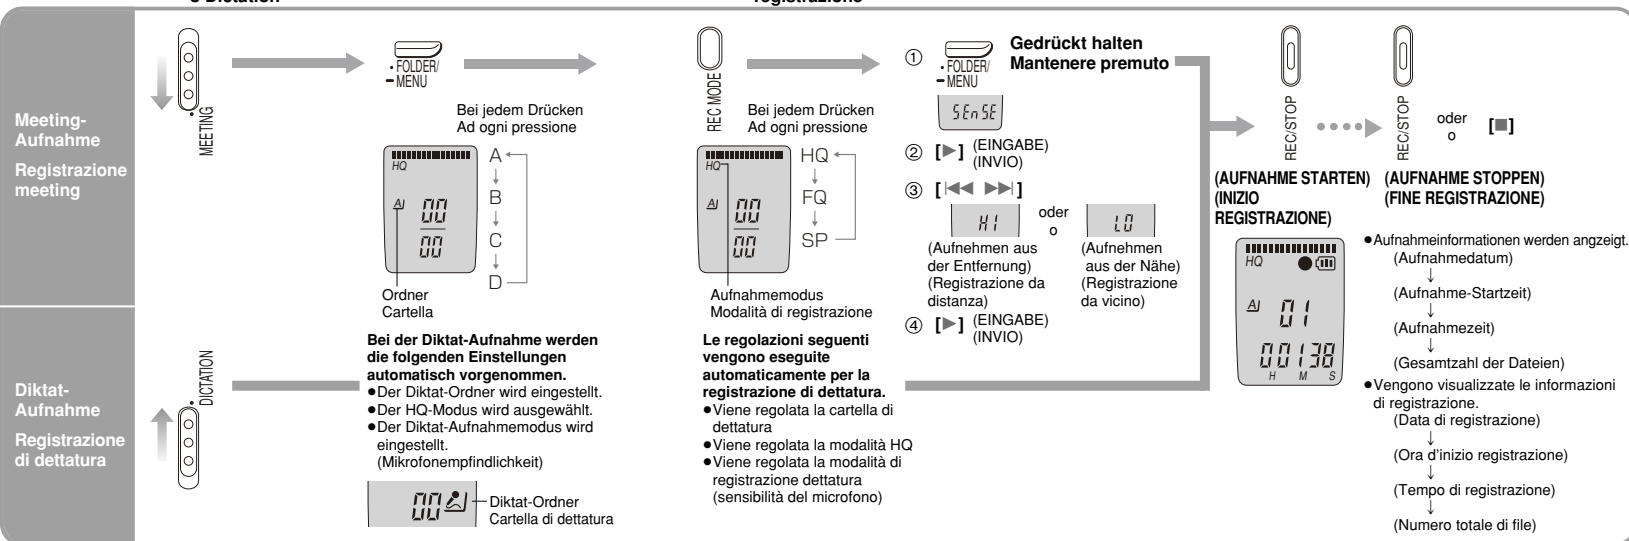 Meeting-
Aufnahme
Registrazione
meeting
MEETING
• FOLDER/
– MENU
Bei jedem Drücken
Ad ogni pressione
HQ
00
00
A
B
C
D
Ordner
Cartella
REC MODE
Bei jedem Drücken
Ad ogni pressione
HQ
00
00
HQ
FQ
SP
Aufnahmemodus
Modalità di registrazione
① • FOLDER/
– MENU
Gedrückt halten
Mantenere premuto
SEnSE
② [▶] (EINGABE)
(INVIO)
③ [⏮ ⏭]
HI
oder
o
LO
(Aufnehmen aus
der Entfernung)
(Registrazione da
distanza)
(Aufnehmen
aus der Nähe)
(Registrazione
da vicino)
④ [▶] (EINGABE)
(INVIO)
REC/STOP
(AUFNAHME STARTEN)
(INIZIO
REGISTRAZIONE)
REC/STOP
oder
o
[■]
(AUFNAHME STOPPEN)
(FINE REGISTRAZIONE)
HQ
A
01
00138
H M S
●Aufnahmeinformationen werden angzeigt.
(Aufnahmedatum)
↓
(Aufnahme-Startzeit)
↓
(Aufnahmezeit)
↓
(Gesamtzahl der Dateien)
●Vengono visualizzate le informazioni
di registrazione.
(Data di registrazione)
↓
(Ora d'inizio registrazione)
↓
(Tempo di registrazione)
↓
(Numero totale di file)
Diktat-
Aufnahme
Registrazione
di dettatura
DICTATION
Bei der Diktat-Aufnahme werden
die folgenden Einstellungen
automatisch vorgenommen.
●Der Diktat-Ordner wird eingestellt.
●Der HQ-Modus wird ausgewählt.
●Der Diktat-Aufnahmemodus wird
eingestellt.
(Mikrofonempfindlichkeit)
00
Diktat-Ordner
Cartella di dettatura
Le regolazioni seguenti
vengono eseguite
automaticamente per la
registrazione di dettatura.
●Viene regolata la cartella di
dettatura
●Viene regolata la modalità HQ
●Viene regolata la modalità di
registrazione dettatura
(sensibilità del microfono)